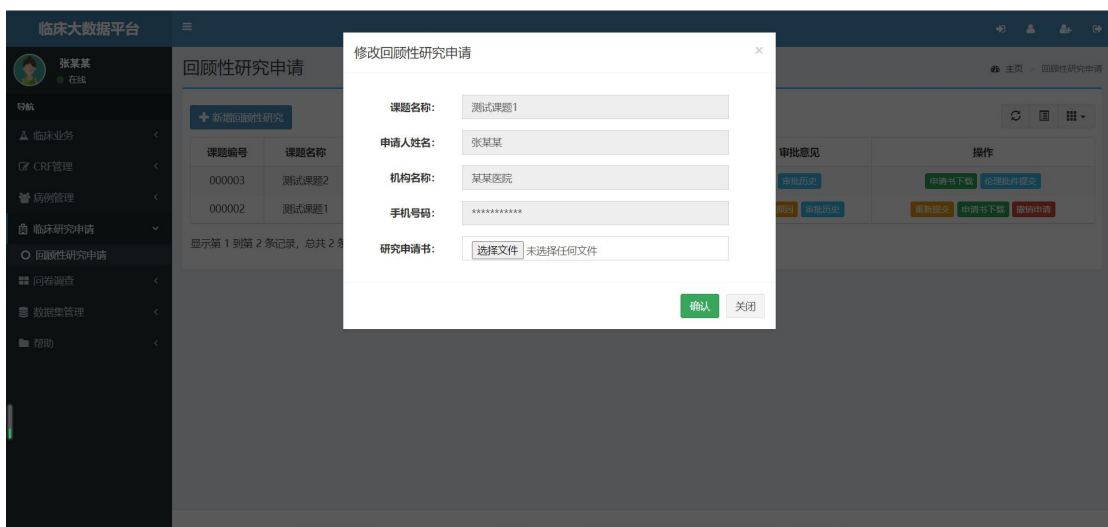 临床大数据平台
张某某
在线
导航
临床业务
CRF管理
病例管理
临床研究申请
回顾性研究申请
问卷调查
数据集管理
帮助
回顾性研究申请
主页
回顾性研究申请
新增回顾性研究
课题编号 课题名称 审批意见 操作
000003 测试课题2 审批历史 申请书下载 伦理批件提交
000002 测试课题1 原因 审批历史 重新提交 申请书下载 撤销申请
显示第 1 到第 2 条记录，总共 2 条
修改回顾性研究申请 ×
课题名称： 测试课题1
申请人姓名： 张某某
机构名称： 某某医院
手机号码： ***********
研究申请书： 选择文件 未选择任何文件
确认 关闭